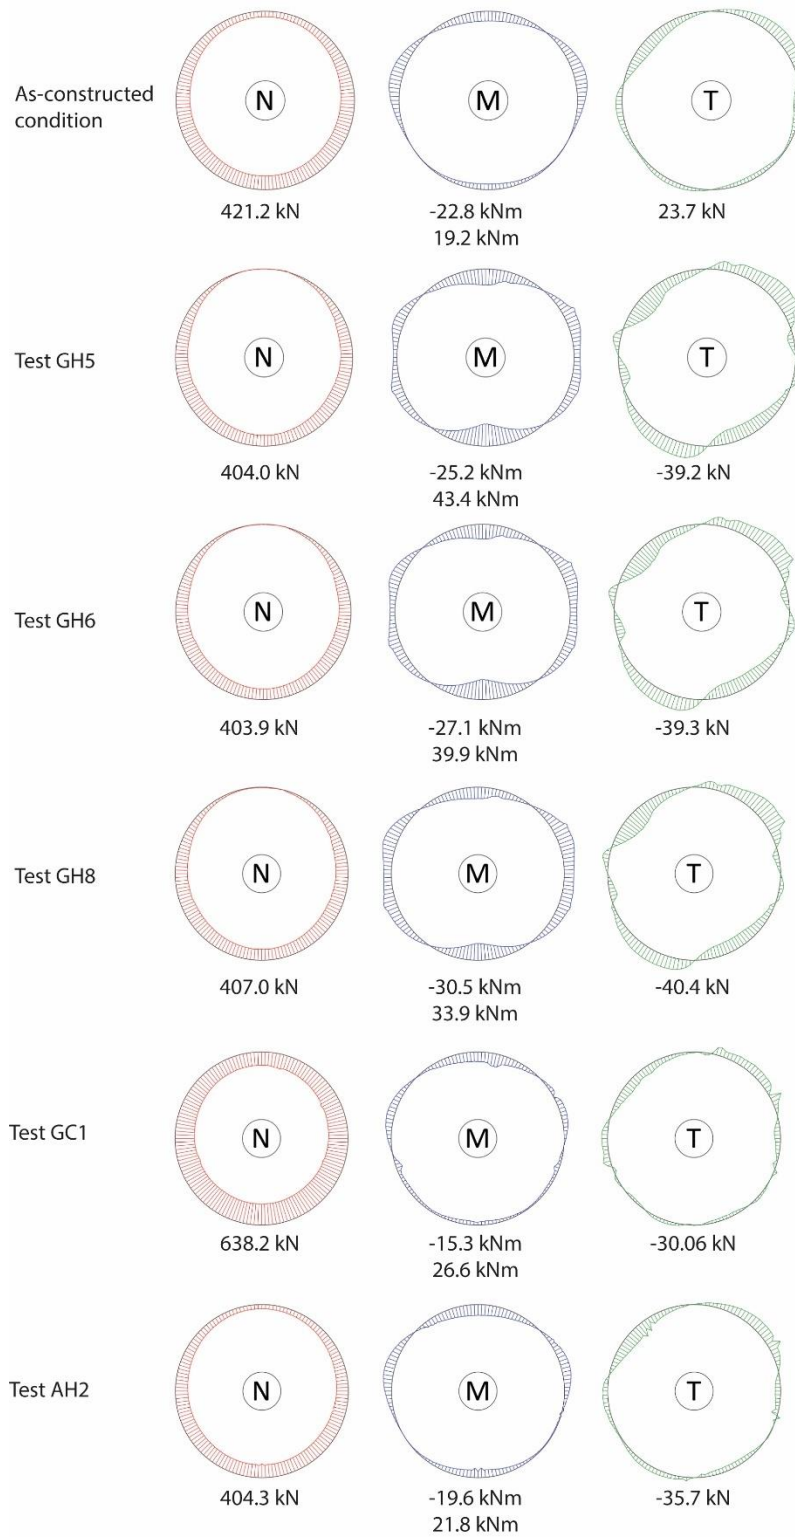 As-constructed
condition
N
M
T
421.2 kN
-22.8 kNm
23.7 kN
19.2 kNm
Test GH5
N
M
T
404.0 kN
-25.2 kNm
-39.2 kN
43.4 kNm
Test GH6
N
M
T
403.9 kN
-27.1 kNm
-39.3 kN
39.9 kNm
Test GH8
N
M
T
407.0 kN
-30.5 kNm
-40.4 kN
33.9 kNm
Test GC1
N
M
T
638.2 kN
-15.3 kNm
-30.06 kN
26.6 kNm
Test AH2
N
M
T
404.3 kN
-19.6 kNm
-35.7 kN
21.8 kNm